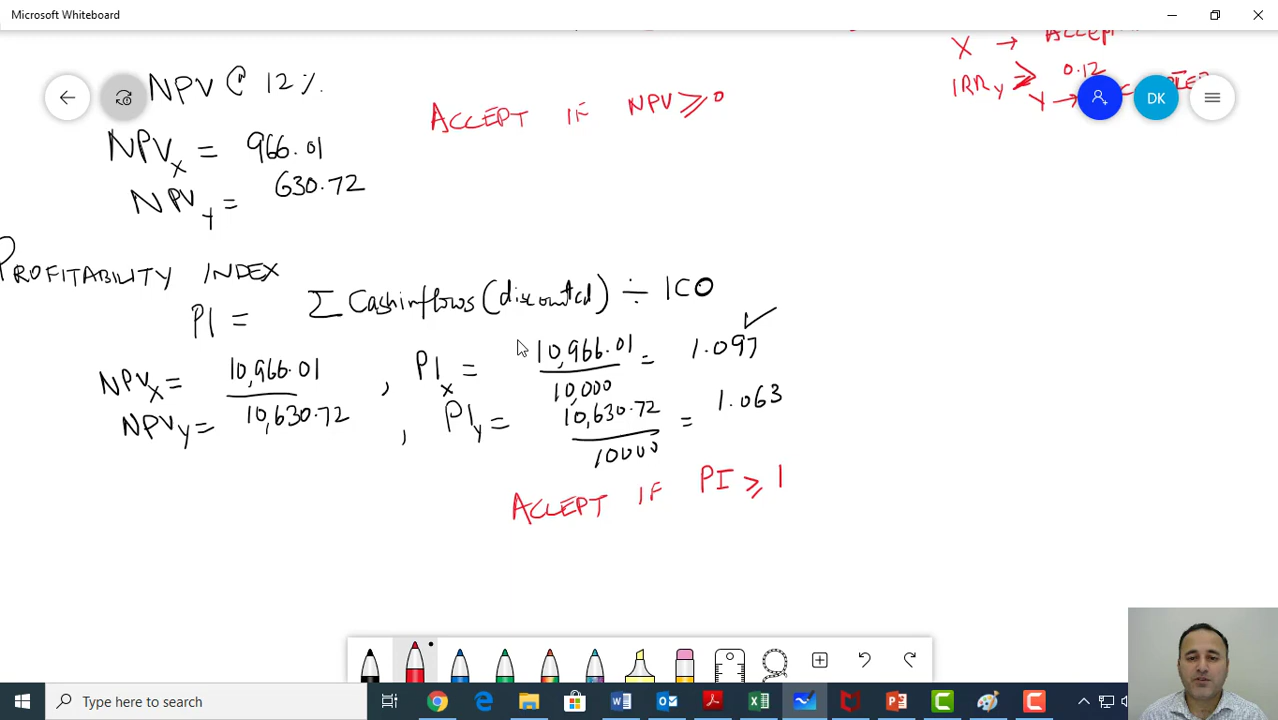 Microsoft Whiteboard
X → ACCEPT
NPV @ 12%.
ACCEPT IF NPV ≥ 0
IRRY ≥ 0.12
Y →
DK
NPVX = 966.01
NPVY = 630.72
PROFITABILITY INDEX
PI = Σ Cashinflows (discounted) ÷ ICO
NPVX = 10,966.01 , PIX = 10,966.01 / 10,000 = 1.097 ✓
NPVY = 10,630.72 , PIY = 10,630.72 / 10000 = 1.063
ACCEPT IF PI ≥ 1
Type here to search